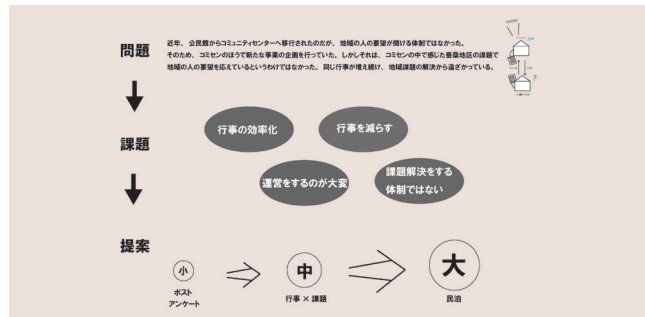 問題
近年、公民館からコミュニティセンターへ移行されたのだが、地域の人の要望が聞ける体制ではなかった。
そのため、コミセンのほうで新たな事業の企画を行っていた。しかしそれは、コミセンの中で感じた要桑地区の課題で
地域の人の要望を応えているというわけではなかった。同じ行事が増え続け、地域課題の解決から遠ざかっている。
?
課題
行事の効率化
行事を減らす
運営をするのが大変
課題解決をする
体制ではない
提案
小
中
大
ポスト
アンケート
行事 × 課題
民泊